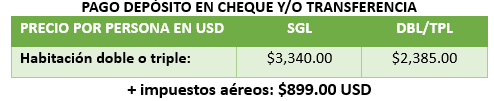 PAGO DEPÓSITO EN CHEQUE Y/O TRANSFERENCIA
PRECIO POR PERSONA EN USD SGL DBL/TPL
Habitación doble o triple: $3,340.00 $2,385.00
+ impuestos aéreos: $899.00 USD